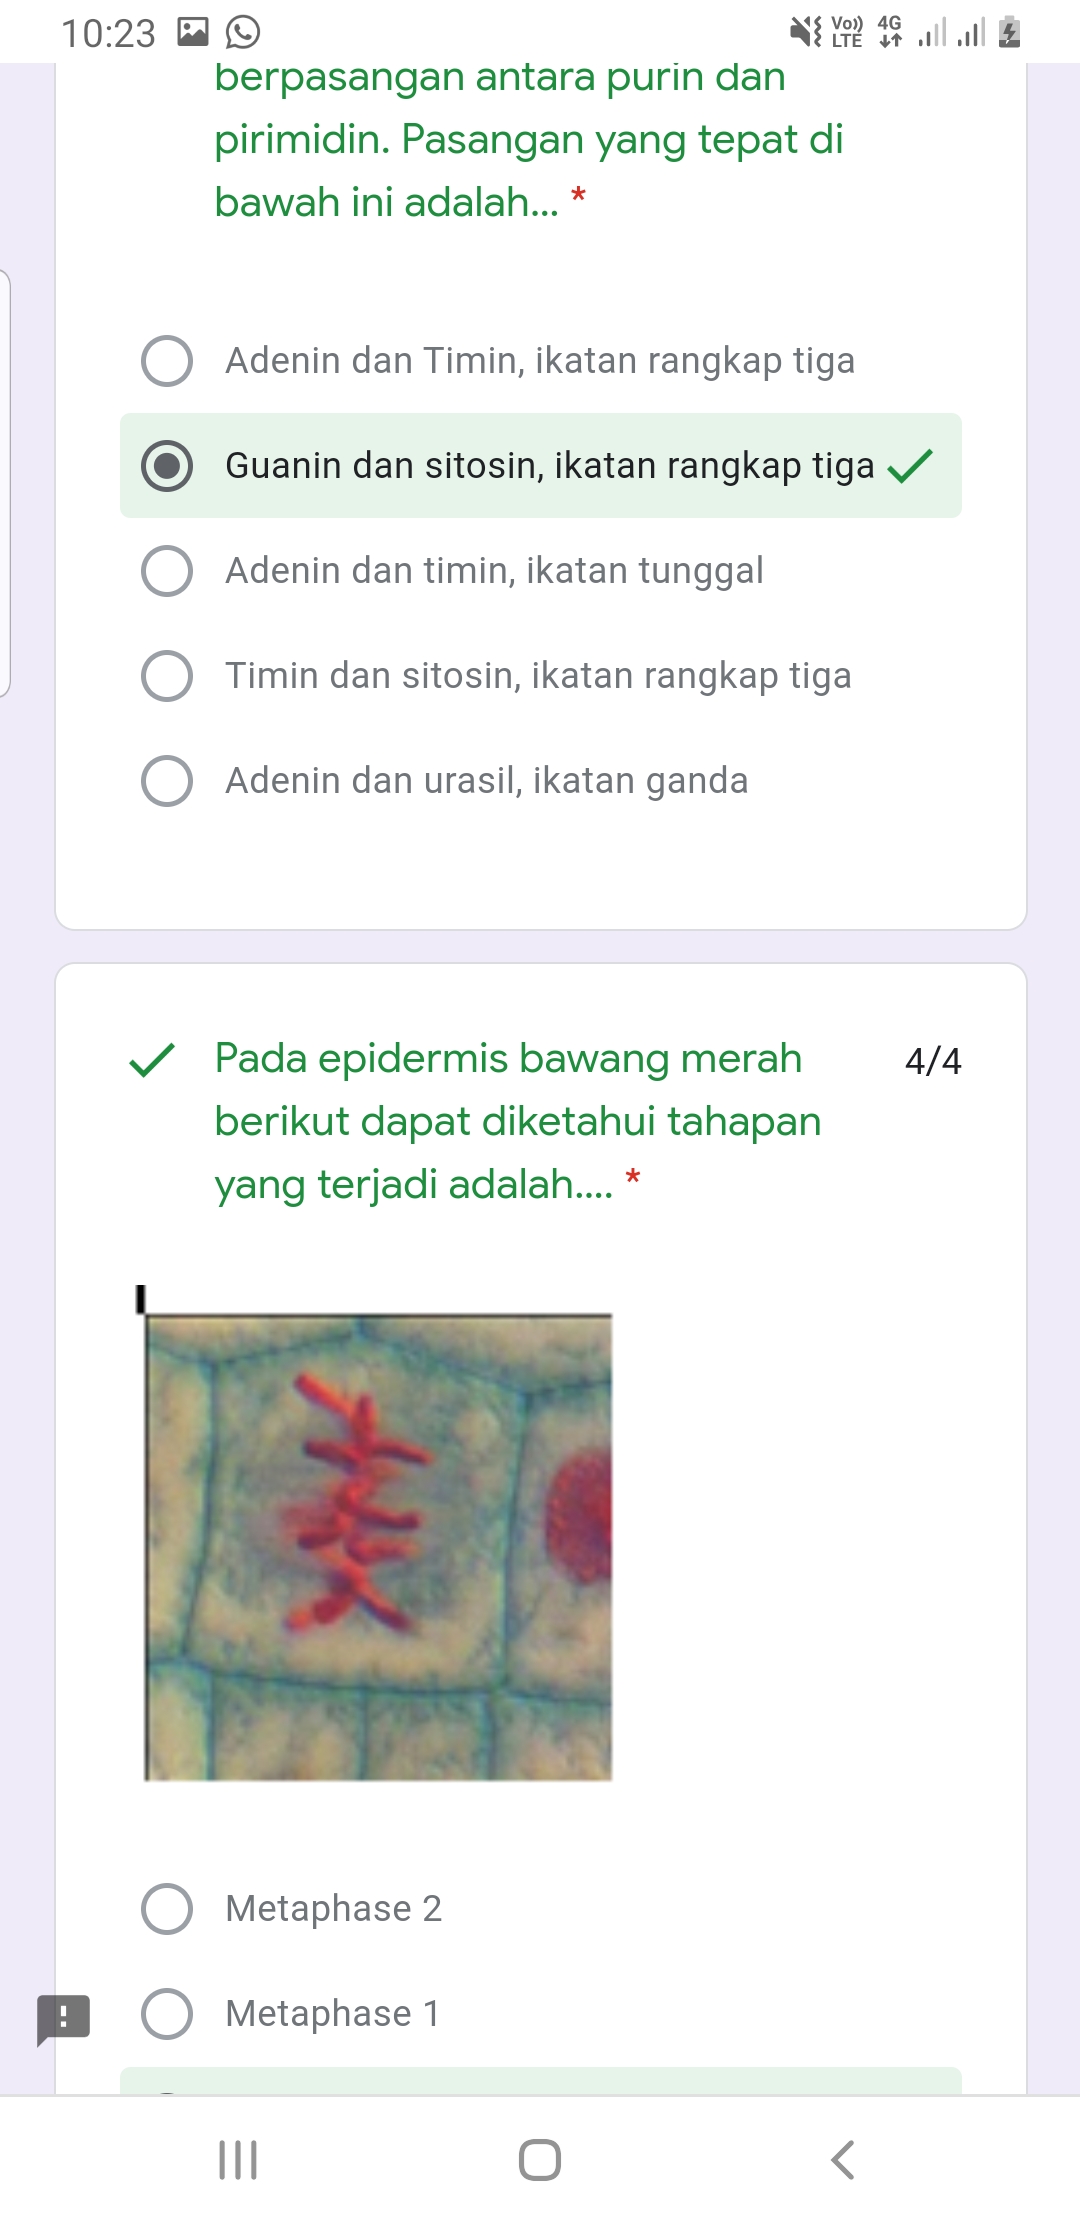 10:23
Vo)) LTE 4G
berpasangan antara purin dan
pirimidin. Pasangan yang tepat di
bawah ini adalah... *
Adenin dan Timin, ikatan rangkap tiga
Guanin dan sitosin, ikatan rangkap tiga
Adenin dan timin, ikatan tunggal
Timin dan sitosin, ikatan rangkap tiga
Adenin dan urasil, ikatan ganda
Pada epidermis bawang merah 4/4
berikut dapat diketahui tahapan
yang terjadi adalah.... *
Metaphase 2
Metaphase 1